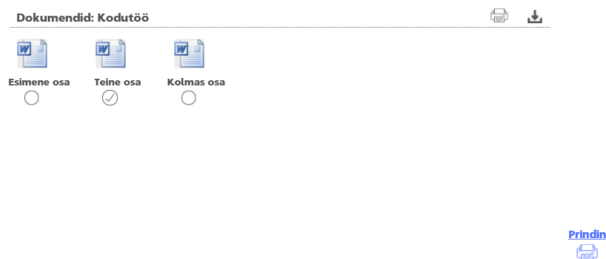 Dokumendid: Kodutöö
Esimene osa Teine osa Kolmas osa
Prindin